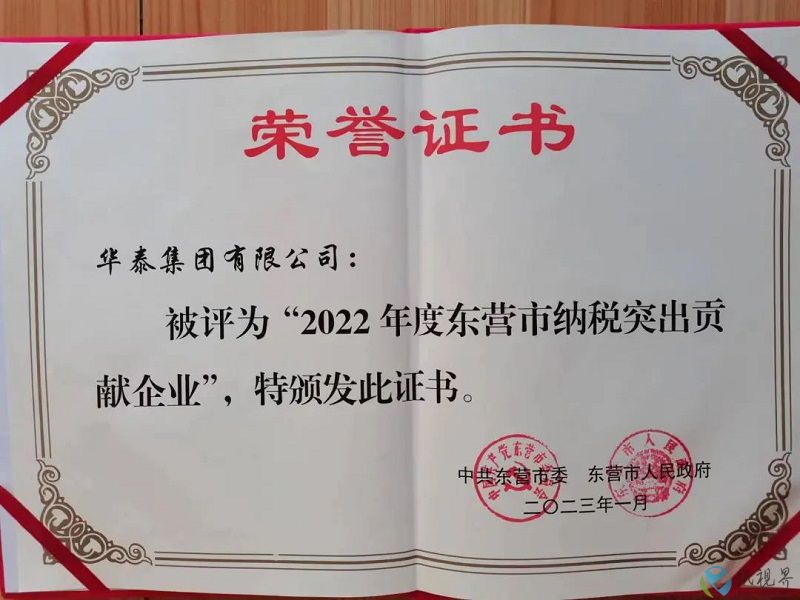 荣誉证书
华泰集团有限公司：
被评为“2022年度东营市纳税突出贡
献企业”，特颁发此证书。
中共东营市委 东营市人民政府
二〇二三年一月
视界